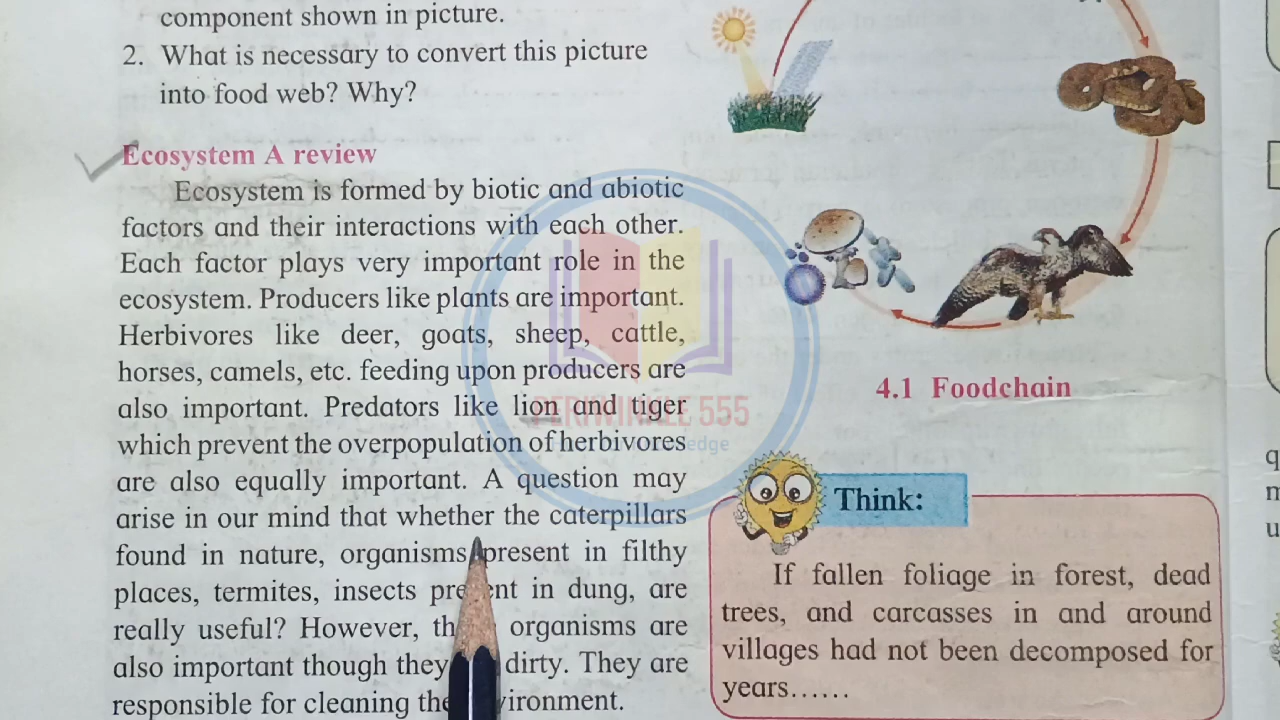 component shown in picture.
2. What is necessary to convert this picture
into food web? Why?
Ecosystem A review
Ecosystem is formed by biotic and abiotic
factors and their interactions with each other.
Each factor plays very important role in the
ecosystem. Producers like plants are important.
Herbivores like deer, goats, sheep, cattle,
horses, camels, etc. feeding upon producers are
also important. Predators like lion and tiger
which prevent the overpopulation of herbivores
are also equally important. A question may
arise in our mind that whether the caterpillars
found in nature, organisms present in filthy
places, termites, insects present in dung, are
really useful? However, organisms are
also important though they dirty. They are
responsible for cleaning
4.1 Foodchain
Think:
If fallen foliage in forest, dead
trees, and carcasses in and around
villages had not been decomposed for
years......
PERIWINKLE 555